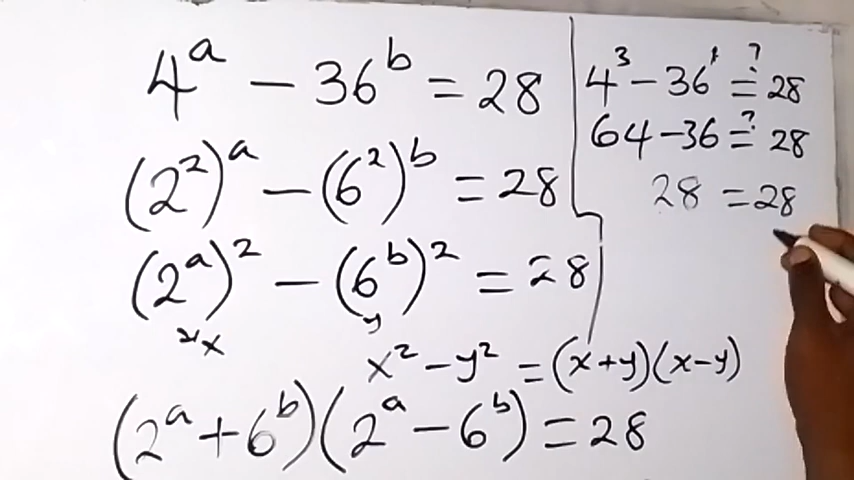 4^a − 36^b = 28
(2^2)^a − (6^2)^b = 28
(2^a)^2 − (6^b)^2 = 28
x y
x^2 − y^2 = (x+y)(x−y)
(2^a + 6^b)(2^a − 6^b) = 28
4^3 − 36^1 =? 28
64 − 36 =? 28
28 = 28